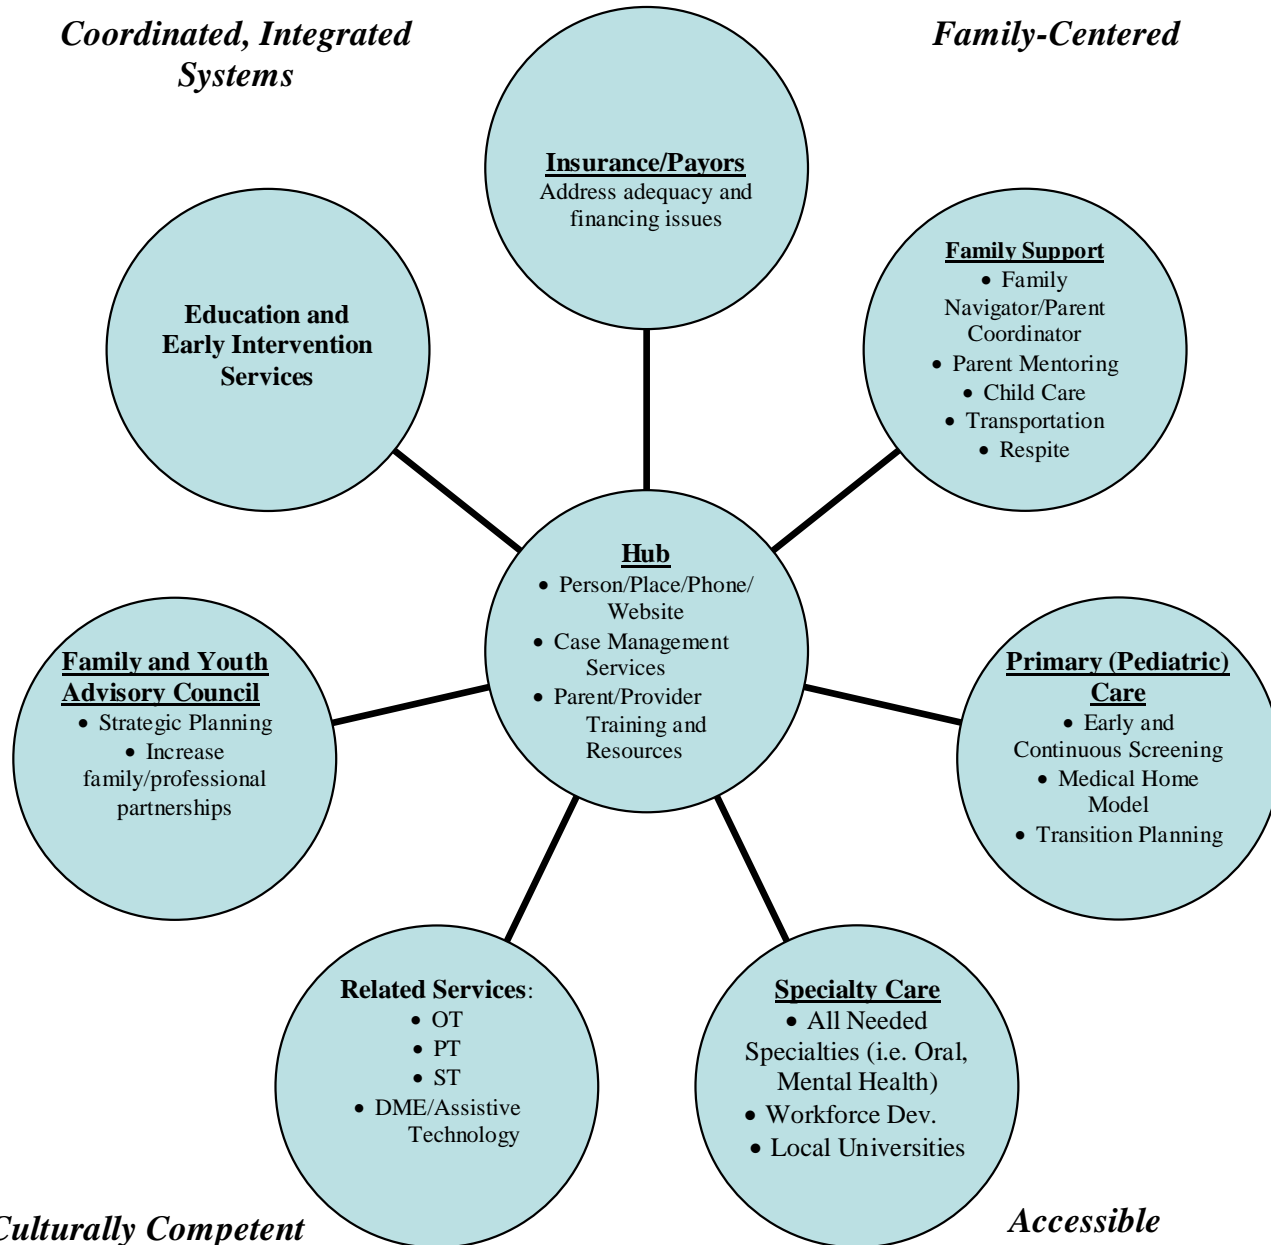 Coordinated, Integrated
Systems
Family-Centered
Insurance/Payors
Address adequacy and
financing issues
Education and
Early Intervention
Services
Family Support
• Family
Navigator/Parent
Coordinator
• Parent Mentoring
• Child Care
• Transportation
• Respite
Hub
• Person/Place/Phone/
Website
• Case Management
Services
• Parent/Provider
Training and
Resources
Family and Youth
Advisory Council
• Strategic Planning
• Increase
family/professional
partnerships
Primary (Pediatric)
Care
• Early and
Continuous Screening
• Medical Home
Model
• Transition Planning
Related Services:
• OT
• PT
• ST
• DME/Assistive
Technology
Specialty Care
• All Needed
Specialties (i.e. Oral,
Mental Health)
• Workforce Dev.
• Local Universities
Culturally Competent
Accessible